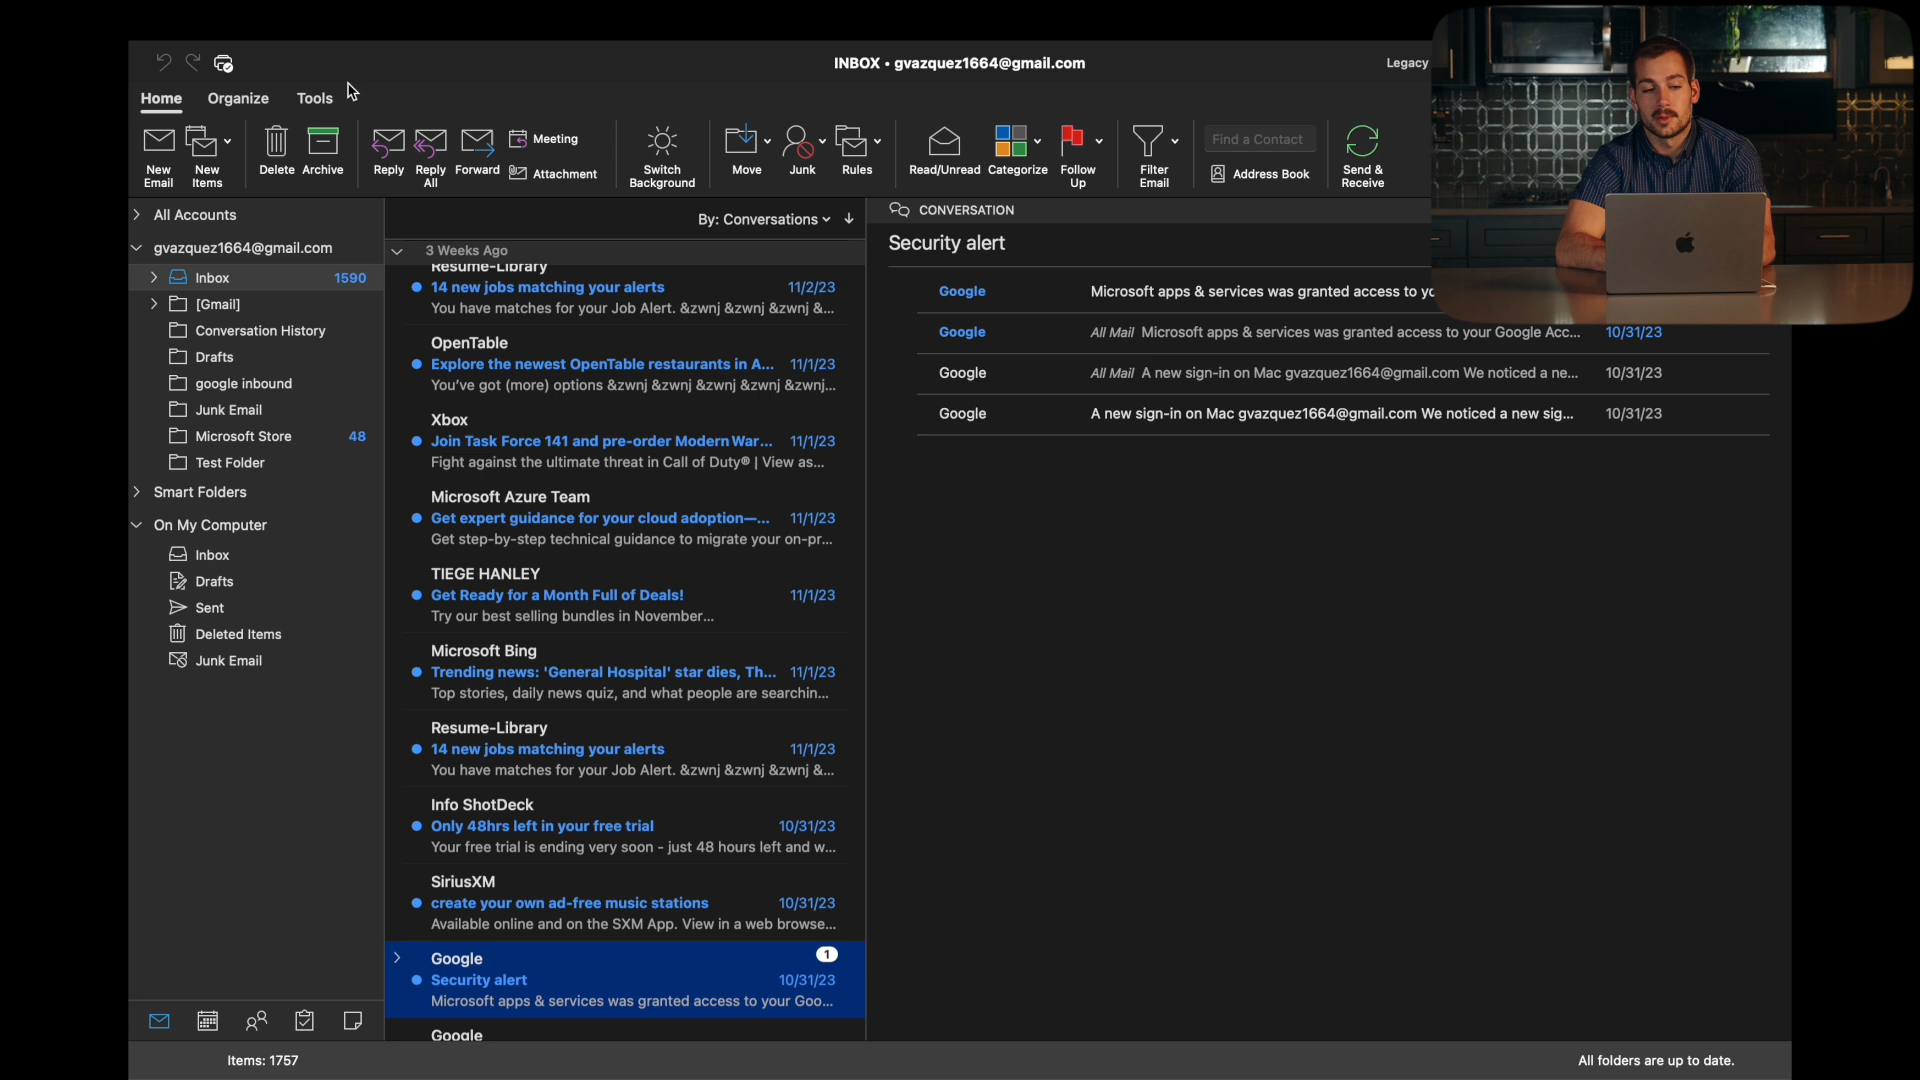 INBOX • gvazquez1664@gmail.com
Legacy
Home
Organize
Tools
New Email
New Items
Delete
Archive
Reply
Reply All
Forward
Meeting
Attachment
Switch Background
Move
Junk
Rules
Read/Unread
Categorize
Follow Up
Filter Email
Find a Contact
Address Book
Send & Receive
All Accounts
gvazquez1664@gmail.com
Inbox 1590
[Gmail]
Conversation History
Drafts
google inbound
Junk Email
Microsoft Store 48
Test Folder
Smart Folders
On My Computer
Inbox
Drafts
Sent
Deleted Items
Junk Email
By: Conversations
3 Weeks Ago
Resume-Library
14 new jobs matching your alerts 11/2/23
You have matches for your Job Alert. &zwnj &zwnj &zwnj &...
OpenTable
Explore the newest OpenTable restaurants in A... 11/1/23
You've got (more) options &zwnj &zwnj &zwnj &zwnj &zwnj...
Xbox
Join Task Force 141 and pre-order Modern War... 11/1/23
Fight against the ultimate threat in Call of Duty® | View as...
Microsoft Azure Team
Get expert guidance for your cloud adoption—... 11/1/23
Get step-by-step technical guidance to migrate your on-pr...
TIEGE HANLEY
Get Ready for a Month Full of Deals! 11/1/23
Try our best selling bundles in November...
Microsoft Bing
Trending news: 'General Hospital' star dies, Th... 11/1/23
Top stories, daily news quiz, and what people are searchin...
Resume-Library
14 new jobs matching your alerts 11/1/23
You have matches for your Job Alert. &zwnj &zwnj &zwnj &...
Info ShotDeck
Only 48hrs left in your free trial 10/31/23
Your free trial is ending very soon - just 48 hours left and w...
SiriusXM
create your own ad-free music stations 10/31/23
Available online and on the SXM App. View in a web browse...
Google 1
Security alert 10/31/23
Microsoft apps & services was granted access to your Goo...
Google
CONVERSATION
Security alert
Google Microsoft apps & services was granted access to yo
Google All Mail Microsoft apps & services was granted access to your Google Acc... 10/31/23
Google All Mail A new sign-in on Mac gvazquez1664@gmail.com We noticed a ne... 10/31/23
Google A new sign-in on Mac gvazquez1664@gmail.com We noticed a new sig... 10/31/23
Items: 1757
All folders are up to date.